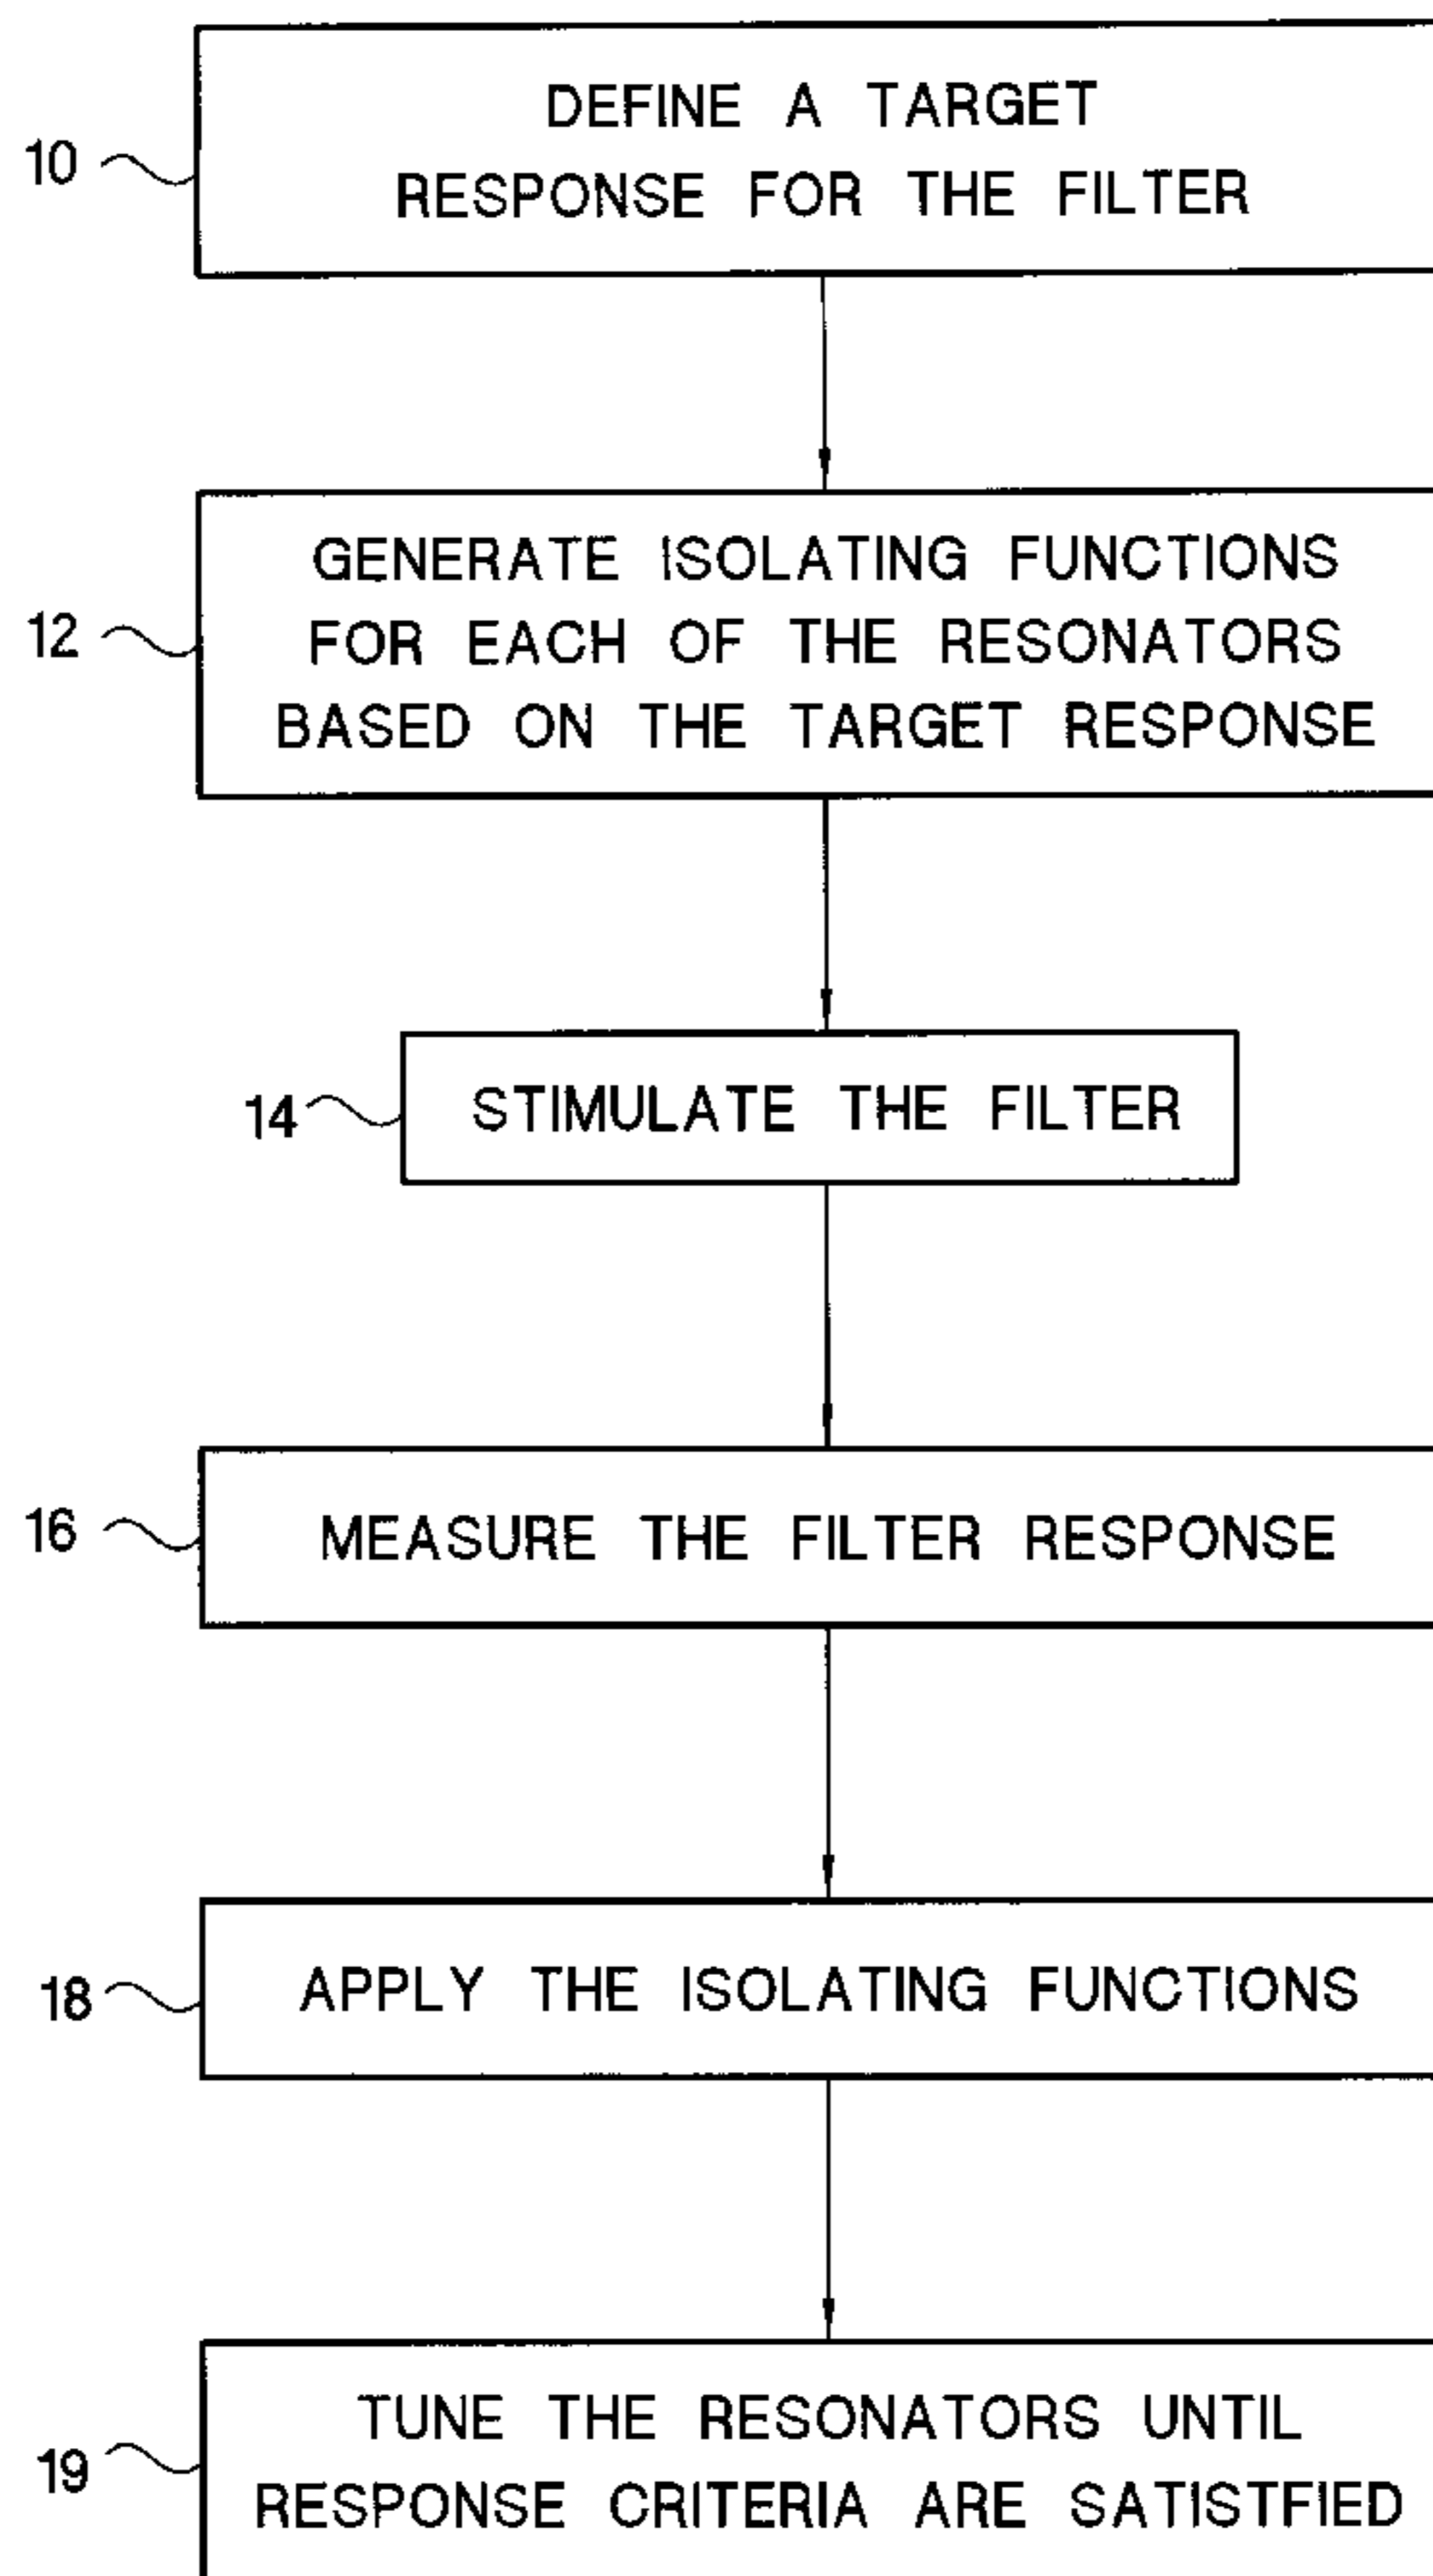 DEFINE A TARGET
10
RESPONSE FOR THE FILTER
GENERATE ISOLATING FUNCTIONS
12
FOR EACH OF THE RESONATORS
BASED ON THE TARGET RESPONSE
14
STIMULATE THE FILTER
16
MEASURE THE FILTER RESPONSE
18
APPLY THE ISOLATING FUNCTIONS
TUNE THE RESONATORS UNTIL
19
RESPONSE CRITERIA ARE SATISTFIED